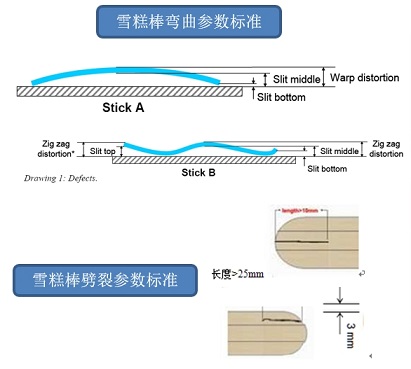 雪糕棒弯曲参数标准
Slit middle
Warp distortion
Slit bottom
Stick A
Zig zag distortion*
Slit top
Slit middle
Zig zag distortion
Slit bottom
Stick B
Drawing 1: Defects.
length>18mm
雪糕棒劈裂参数标准
长度>25mm
3 mm